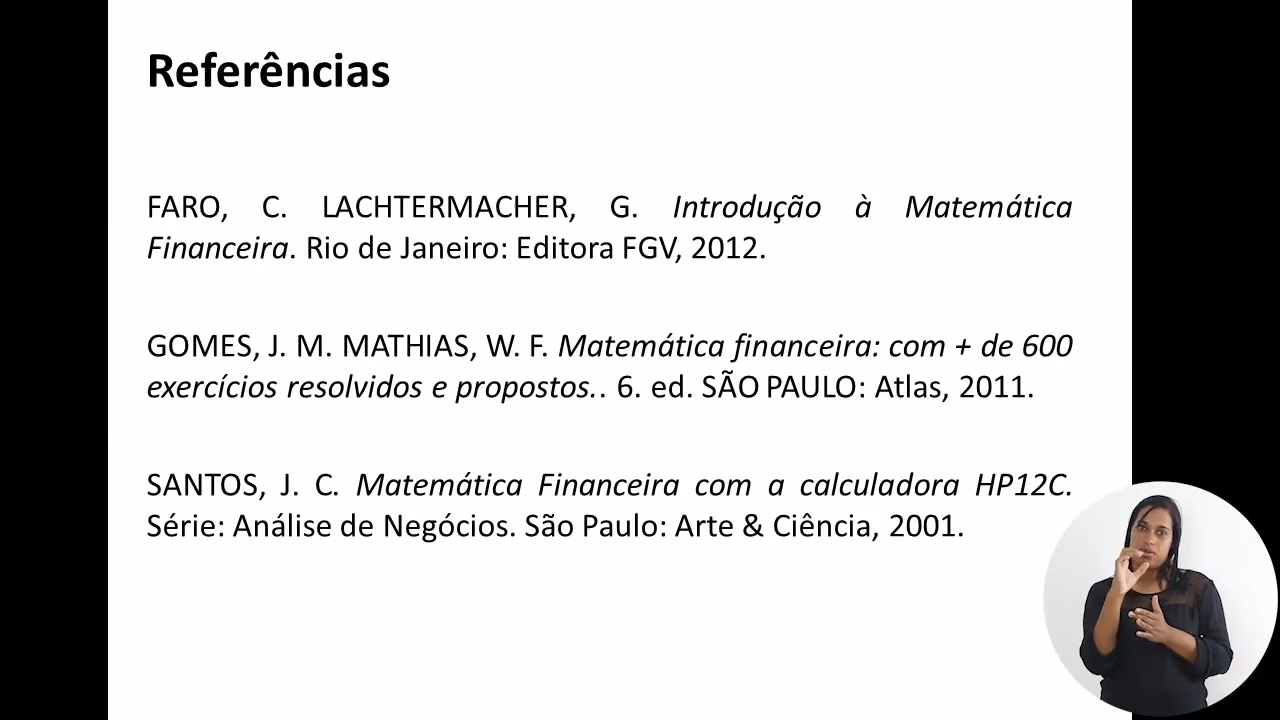 Referências
FARO, C. LACHTERMACHER, G. Introdução à Matemática
Financeira. Rio de Janeiro: Editora FGV, 2012.
GOMES, J. M. MATHIAS, W. F. Matemática financeira: com + de 600
exercícios resolvidos e propostos.. 6. ed. SÃO PAULO: Atlas, 2011.
SANTOS, J. C. Matemática Financeira com a calculadora HP12C.
Série: Análise de Negócios. São Paulo: Arte & Ciência, 2001.